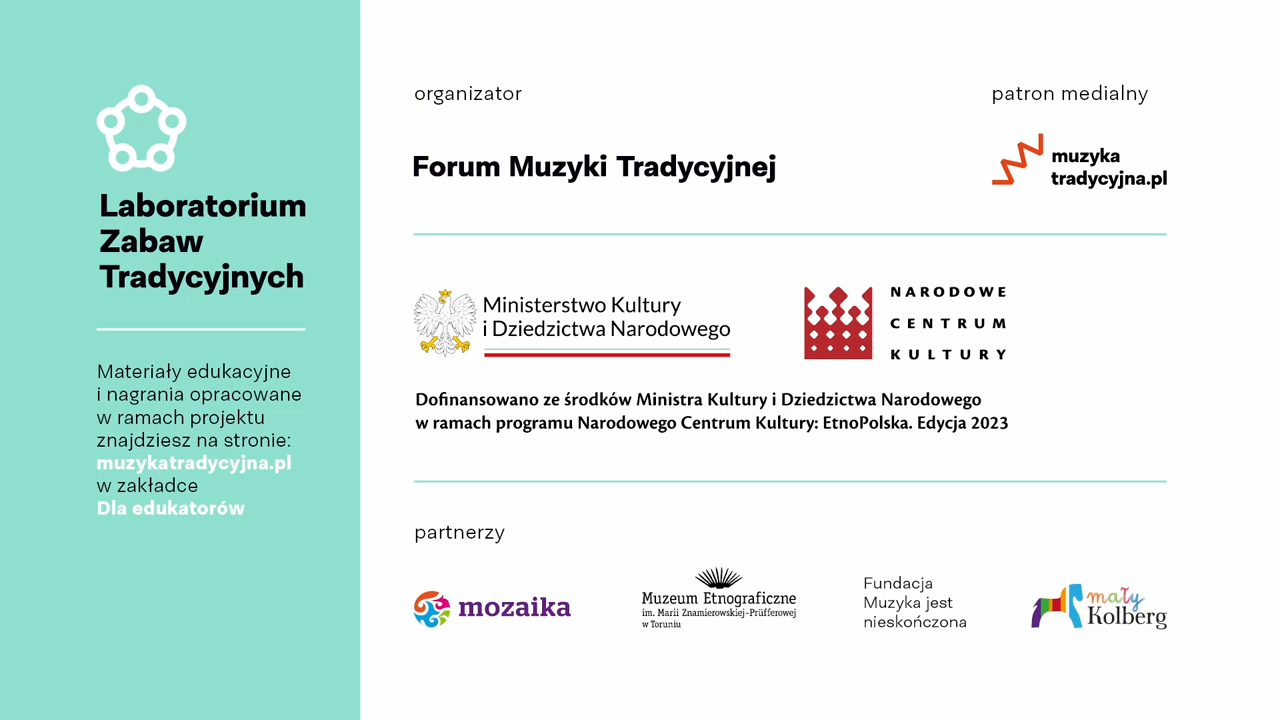 Laboratorium
Zabaw
Tradycyjnych
Materiały edukacyjne
i nagrania opracowane
w ramach projektu
znajdziesz na stronie:
muzykatradycyjna.pl
w zakładce
Dla edukatorów
organizator
Forum Muzyki Tradycyjnej
patron medialny
muzyka
tradycyjna.pl
Ministerstwo Kultury
i Dziedzictwa Narodowego
NARODOWE
CENTRUM
KULTURY
Dofinansowano ze środków Ministra Kultury i Dziedzictwa Narodowego
w ramach programu Narodowego Centrum Kultury: EtnoPolska. Edycja 2023
partnerzy
mozaika
Muzeum Etnograficzne
im. Marii Znamierowskiej-Prüfferowej
w Toruniu
Fundacja
Muzyka jest
nieskończona
mały
Kolberg